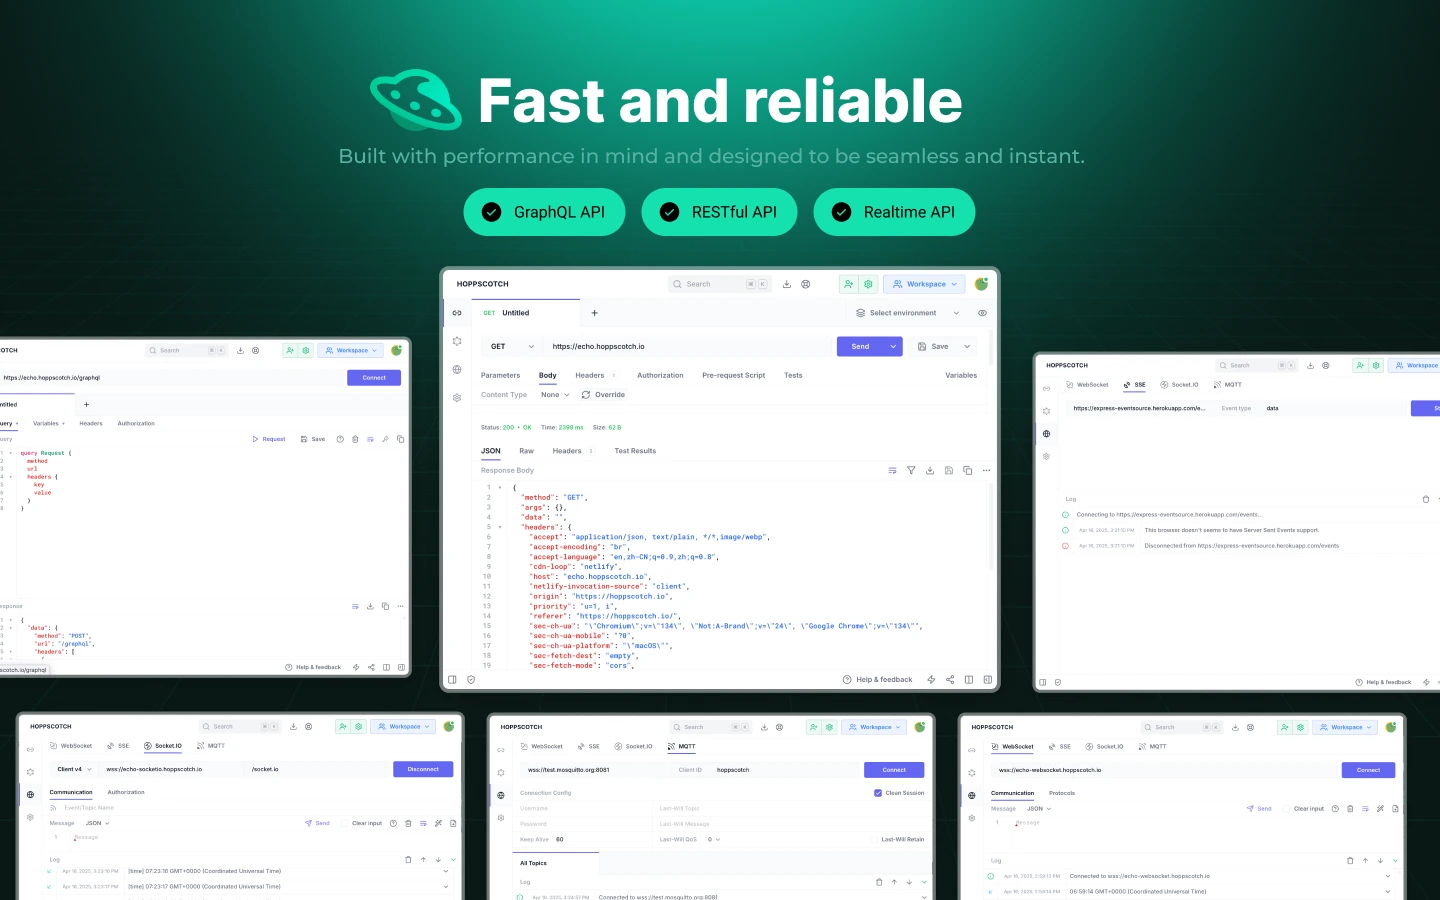 Fast and reliable
Built with performance in mind and designed to be seamless and instant.
GraphQL API
RESTful API
Realtime API
HOPPSCOTCH
Search
⌘ K
Workspace
GET Untitled
Select environment
GET
https://echo.hoppscotch.io
Send
Save
Parameters
Body
Headers 1
Authorization
Pre-request Script
Tests
Variables
Content Type
None
Override
Status: 200 • OK Time: 2399 ms Size: 62 B
JSON
Raw
Headers 2
Test Results
Response Body
1 {
2 "method": "GET",
3 "args": {},
4 "data": "",
5 "headers": {
6 "accept": "application/json, text/plain, */*,image/webp",
7 "accept-encoding": "br",
8 "accept-language": "en,zh-CN;q=0.9,zh;q=0.8",
9 "cdn-loop": "netlify",
10 "host": "echo.hoppscotch.io",
11 "netlify-invocation-source": "client",
12 "origin": "https://hoppscotch.io",
13 "priority": "u=1, i",
14 "referer": "https://hoppscotch.io/",
15 "sec-ch-ua": "\"Chromium\";v=\"134\", \"Not:A-Brand\";v=\"24\", \"Google Chrome\";v=\"134\"",
16 "sec-ch-ua-mobile": "?0",
17 "sec-ch-ua-platform": "\"macOS\"",
18 "sec-fetch-dest": "empty",
19 "sec-fetch-mode": "cors",
Help & feedback
OTCH
Search
⌘ K
Workspace
https://echo.hoppscotch.io/graphql
Connect
ntitled
uery
Variables
Headers
Authorization
uery
Request
Save
1 query Request {
2 method
3 url
4 headers {
5 key
6 value
7 }
8 }
esponse
1 {
2 "data": {
3 "method": "POST",
4 "url": "/graphql",
5 "headers": [
scotch.io/graphql
Help & feedback
HOPPSCOTCH
Search
⌘ K
Workspace
WebSocket
SSE
Socket.IO
MQTT
https://express-eventsource.herokuapp.com/e...
Event type
data
St
Log
Connecting to https://express-eventsource.herokuapp.com/events...
Apr 16, 2025, 3:31:10 PM This browser doesn't seems to have Server Sent Events support.
Apr 16, 2025, 3:31:10 PM Disconnected from https://express-eventsource.herokuapp.com/events
Help & feedback
HOPPSCOTCH
Search
⌘ K
Workspace
WebSocket
SSE
Socket.IO
MQTT
Client v4
wss://echo-socketio.hoppscotch.io
/socket.io
Disconnect
Communication
Authorization
Event/Topic Name
Message JSON
Send
Clear input
1 Message
Log
Apr 16, 2025, 3:23:18 PM [time] 07:23:18 GMT+0000 (Coordinated Universal Time)
Apr 16, 2025, 3:23:17 PM [time] 07:23:17 GMT+0000 (Coordinated Universal Time)
HOPPSCOTCH
Search
⌘ K
Workspace
WebSocket
SSE
Socket.IO
MQTT
wss://test.mosquitto.org:8081
Client ID
hoppscotch
Connect
Connection Config
Clean Session
Username
Last-Will Topic
Password
Last-Will Message
Keep Alive 60
Last-Will QoS 0
Last-Will Retain
All Topics
Log
Apr 16, 2025, 3:24:57 PM Connected to wss://test.mosquitto.org:8081
HOPPSCOTCH
Search
⌘ K
Workspace
WebSocket
SSE
Socket.IO
MQTT
wss://echo-websocket.hoppscotch.io
Connect
Communication
Protocols
Message JSON
Send
Clear input
1 Message
Log
Apr 16, 2025, 2:59:13 PM Connected to wss://echo-websocket.hoppscotch.io
Apr 16, 2025, 2:59:14 PM 06:59:14 GMT+0000 (Coordinated Universal Time)